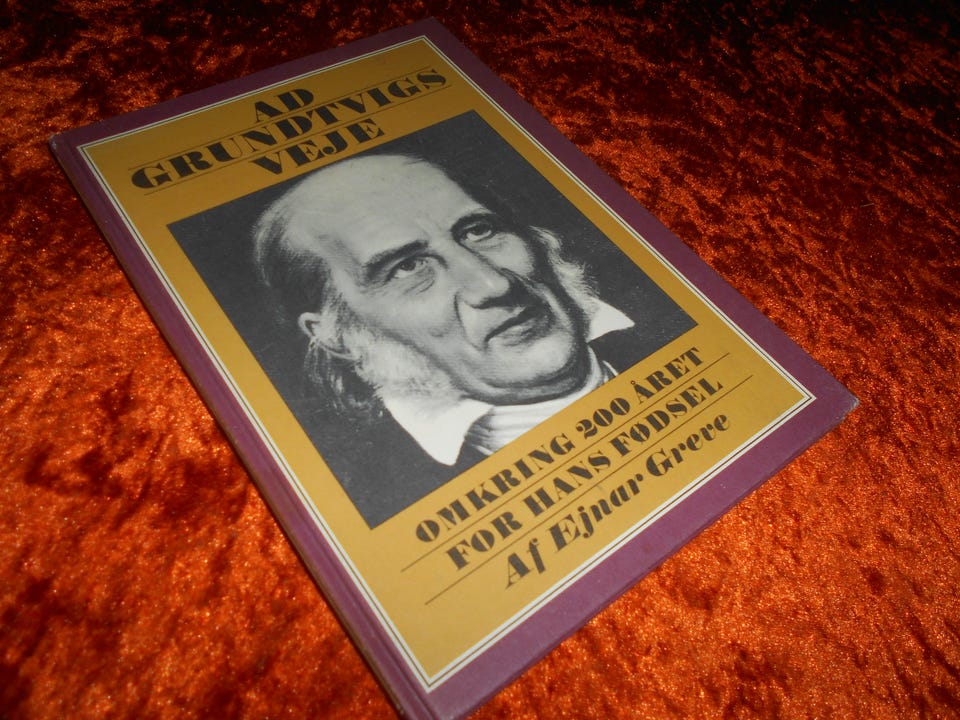 AD
GRUNDTVIGS
VEJE
OMKRING 200 ÅRET
FOR HANS FØDSEL
Af Ejnar Greve